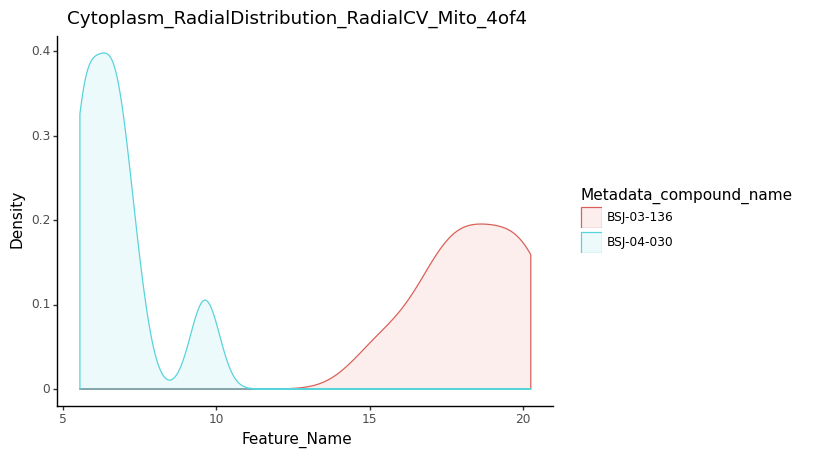 Cytoplasm_RadialDistribution_RadialCV_Mito_4of4
0.4
0.3
0.2
0.1
0
Density
5 10 15 20
Feature_Name
Metadata_compound_name
BSJ-03-136
BSJ-04-030